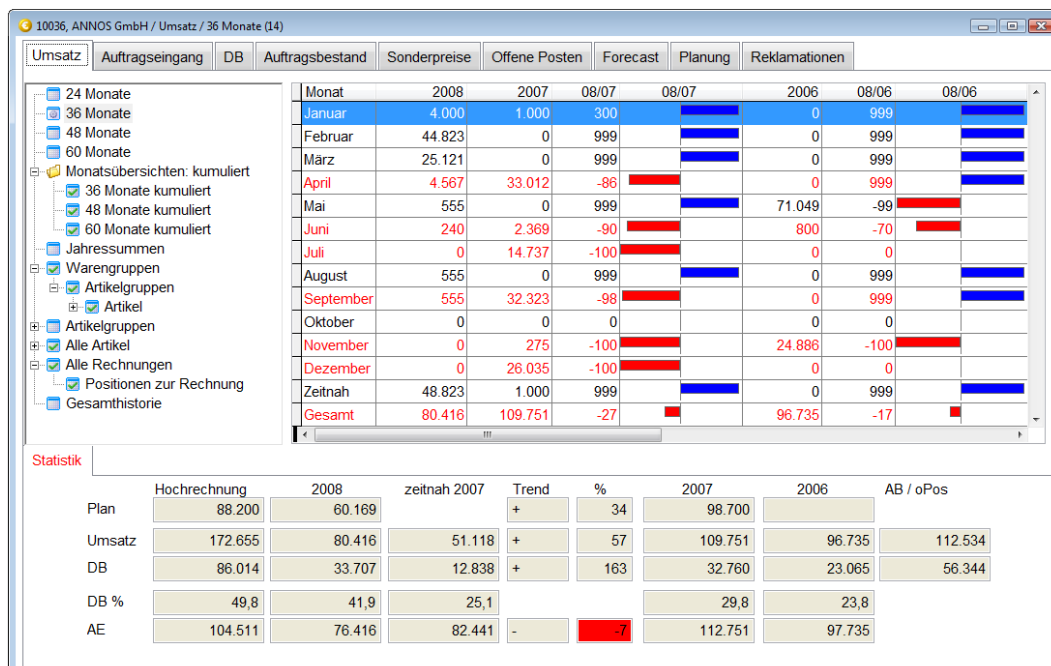 10036, ANNOS GmbH / Umsatz / 36 Monate (14)
Umsatz Auftragseingang DB Auftragsbestand Sonderpreise Offene Posten Forecast Planung Reklamationen
24 Monate
36 Monate
48 Monate
60 Monate
Monatsübersichten: kumuliert
36 Monate kumuliert
48 Monate kumuliert
60 Monate kumuliert
Jahressummen
Warengruppen
Artikelgruppen
Artikel
Artikelgruppen
Alle Artikel
Alle Rechnungen
Positionen zur Rechnung
Gesamthistorie
Monat 2008 2007 08/07 08/07 2006 08/06 08/06
Januar 4.000 1.000 300 0 999
Februar 44.823 0 999 0 999
März 25.121 0 999 0 999
April 4.567 33.012 -86 0 999
Mai 555 0 999 71.049 -99
Juni 240 2.369 -90 800 -70
Juli 0 14.737 -100 0 0
August 555 0 999 0 999
September 555 32.323 -98 0 999
Oktober 0 0 0 0 0
November 0 275 -100 24.886 -100
Dezember 0 26.035 -100 0 0
Zeitnah 48.823 1.000 999 0 999
Gesamt 80.416 109.751 -27 96.735 -17
Statistik
Hochrechnung 2008 zeitnah 2007 Trend % 2007 2006 AB / oPos
Plan 88.200 60.169 + 34 98.700
Umsatz 172.655 80.416 51.118 + 57 109.751 96.735 112.534
DB 86.014 33.707 12.838 + 163 32.760 23.065 56.344
DB % 49,8 41,9 25,1 29,8 23,8
AE 104.511 76.416 82.441 - -7 112.751 97.735